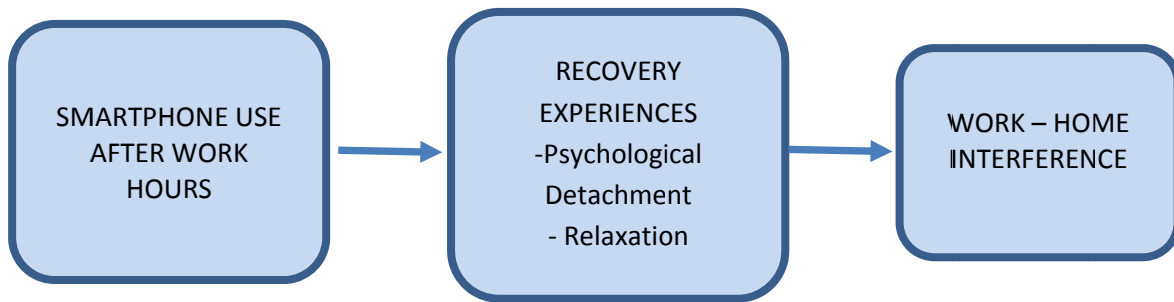 SMARTPHONE USE
AFTER WORK
HOURS
RECOVERY
EXPERIENCES
-Psychological
Detachment
- Relaxation
WORK – HOME
INTERFERENCE